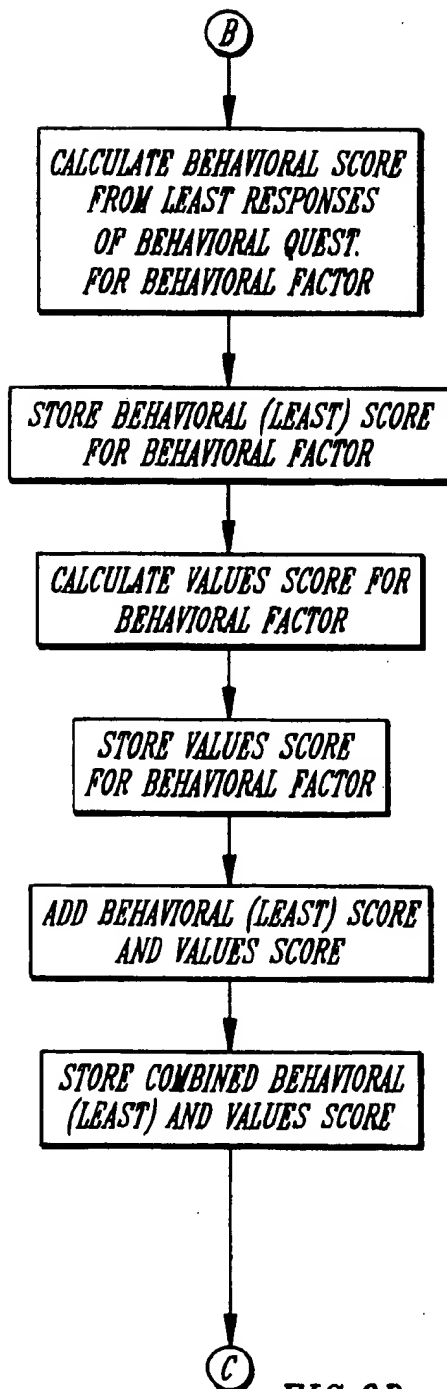 B
CALCULATE BEHAVIORAL SCORE
FROM LEAST RESPONSES
OF BEHAVIORAL QUEST.
FOR BEHAVIORAL FACTOR
STORE BEHAVIORAL (LEAST) SCORE
FOR BEHAVIORAL FACTOR
CALCULATE VALUES SCORE FOR
BEHAVIORAL FACTOR
STORE VALUES SCORE
FOR BEHAVIORAL FACTOR
ADD BEHAVIORAL (LEAST) SCORE
AND VALUES SCORE
STORE COMBINED BEHAVIORAL
(LEAST) AND VALUES SCORE
C